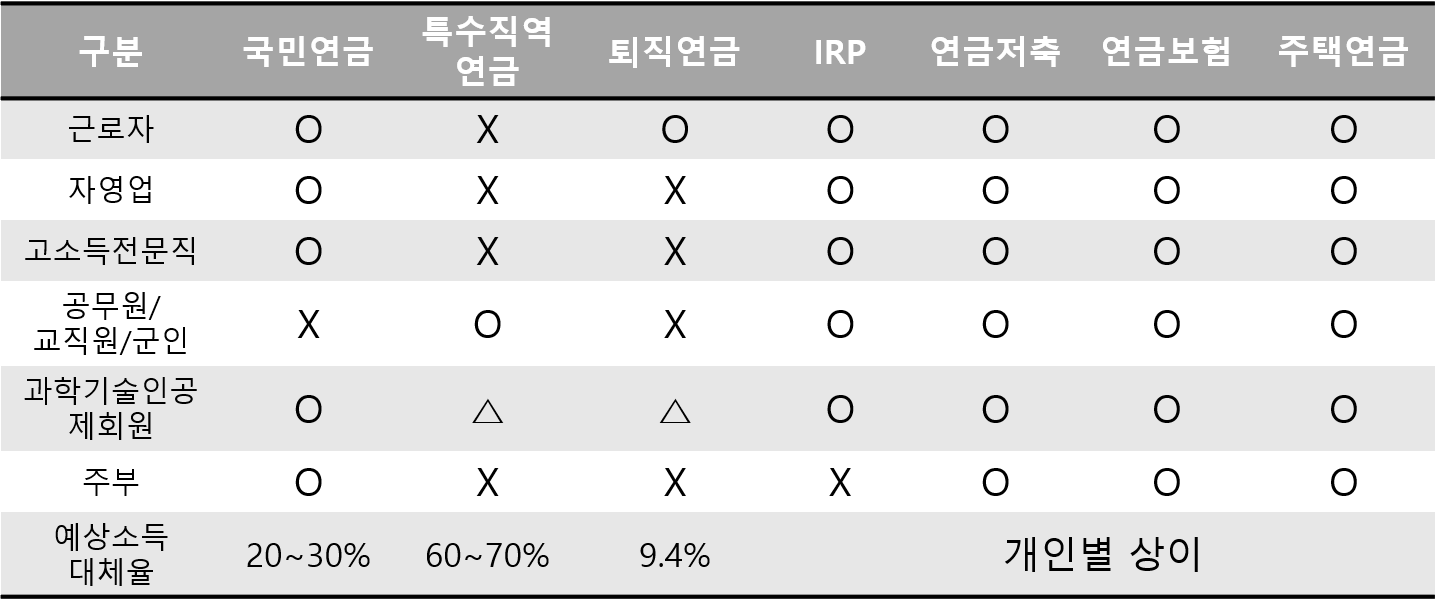 구분 국민연금 특수직역 연금 퇴직연금 IRP 연금저축 연금보험 주택연금
근로자 O X O O O O O
자영업 O X X O O O O
고소득전문직 O X X O O O O
공무원/
교직원/군인 X O X O O O O
과학기술인공
제회원 O △ △ O O O O
주부 O X X X O O O
예상소득
대체율 20~30% 60~70% 9.4% 개인별 상이